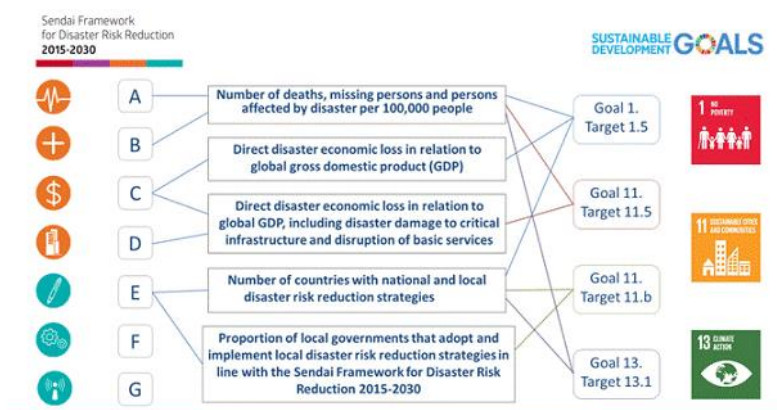 Sendai Framework
for Disaster Risk Reduction
2015-2030
SUSTAINABLE
DEVELOPMENT GOALS
A
B
C
D
E
F
G
$
Number of deaths, missing persons and persons
affected by disaster per 100,000 people
Direct disaster economic loss in relation to
global gross domestic product (GDP)
Direct disaster economic loss in relation to
global GDP, including disaster damage to critical
infrastructure and disruption of basic services
Number of countries with national and local
disaster risk reduction strategies
Proportion of local governments that adopt and
implement local disaster risk reduction strategies in
line with the Sendai Framework for Disaster Risk
Reduction 2015-2030
Goal 1.
Target 1.5
Goal 11.
Target 11.5
Goal 11.
Target 11.b
Goal 13.
Target 13.1
1 NO
POVERTY
11 SUSTAINABLE CITIES
AND COMMUNITIES
13 CLIMATE
ACTION